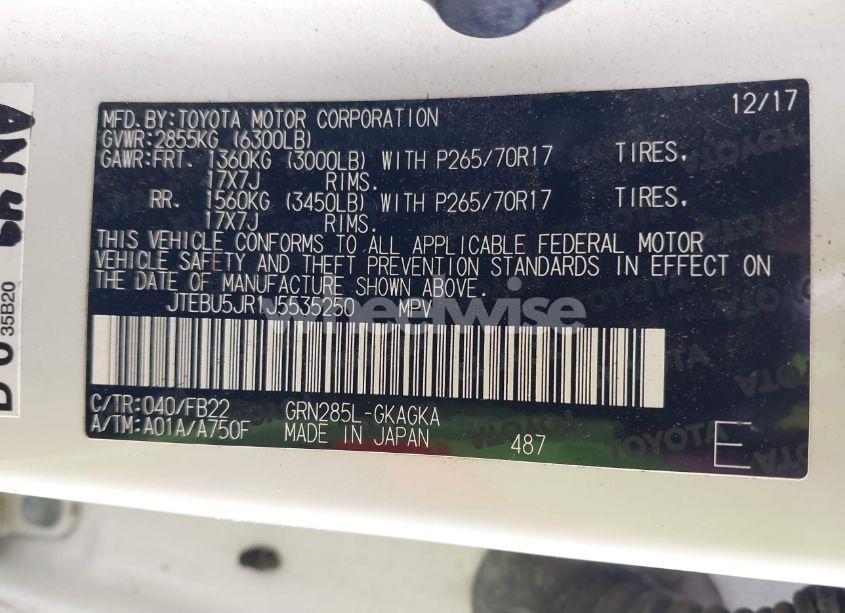 MFD. BY:TOYOTA MOTOR CORPORATION 12/17
GVWR:2855KG (6300LB)
GAWR:FRT. 1360KG (3000LB) WITH P265/70R17 TIRES,
17X7J RIMS.
RR. 1560KG (3450LB) WITH P265/70R17 TIRES,
17X7J RIMS.
THIS VEHICLE CONFORMS TO ALL APPLICABLE FEDERAL MOTOR
VEHICLE SAFETY AND THEFT PREVENTION STANDARDS IN EFFECT ON
THE DATE OF MANUFACTURE SHOWN ABOVE.
JTEBU5JR1J5535250 MPV
C/TR:040/FB22 GRN285L-GKAGKA
A/TM:A01A/A750F MADE IN JAPAN 487 E
35B20
wheelwise
TOYOTA